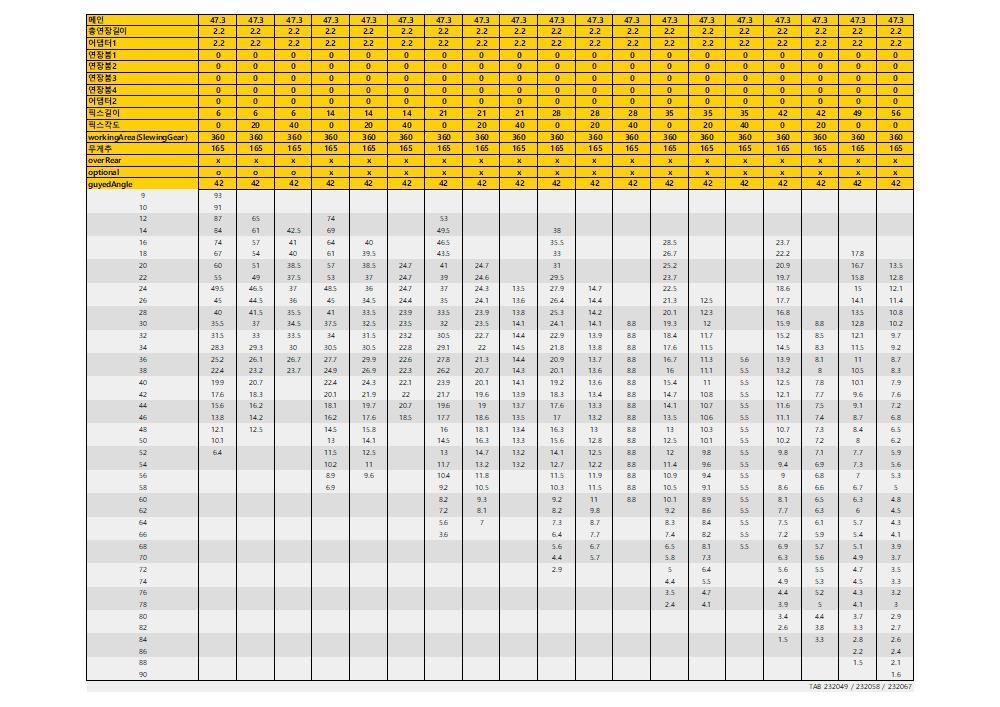 메인 47.3 47.3 47.3 47.3 47.3 47.3 47.3 47.3 47.3 47.3 47.3 47.3 47.3 47.3 47.3 47.3 47.3 47.3 47.3
총연장길이 2.2 2.2 2.2 2.2 2.2 2.2 2.2 2.2 2.2 2.2 2.2 2.2 2.2 2.2 2.2 2.2 2.2 2.2 2.2
어댑터1 2.2 2.2 2.2 2.2 2.2 2.2 2.2 2.2 2.2 2.2 2.2 2.2 2.2 2.2 2.2 2.2 2.2 2.2 2.2
연장붐1 0 0 0 0 0 0 0 0 0 0 0 0 0 0 0 0 0 0 0
연장붐2 0 0 0 0 0 0 0 0 0 0 0 0 0 0 0 0 0 0 0
연장붐3 0 0 0 0 0 0 0 0 0 0 0 0 0 0 0 0 0 0 0
연장붐4 0 0 0 0 0 0 0 0 0 0 0 0 0 0 0 0 0 0 0
어댑터2 0 0 0 0 0 0 0 0 0 0 0 0 0 0 0 0 0 0 0
픽스길이 6 6 6 14 14 14 21 21 21 28 28 28 35 35 35 42 42 49 56
픽스각도 0 20 40 0 20 40 0 20 40 0 20 40 0 20 40 0 20 0 0
workingArea(SlewingGear) 360 360 360 360 360 360 360 360 360 360 360 360 360 360 360 360 360 360 360
무게추 165 165 165 165 165 165 165 165 165 165 165 165 165 165 165 165 165 165 165
overRear x x x x x x x x x x x x x x x x x x x
optional o o o x x x x x x x x x x x x x x x x
guyedAngle 42 42 42 42 42 42 42 42 42 42 42 42 42 42 42 42 42 42 42
9 93
10 91
12 87 65 74 53
14 84 61 42.5 69 49.5 38
16 74 57 41 64 40 46.5 35.5 28.5 23.7
18 67 54 40 61 39.5 43.5 33 26.7 22.2 17.8
20 60 51 38.5 57 38.5 24.7 41 24.7 31 25.2 20.9 16.7 13.5
22 55 49 37.5 53 37 24.7 39 24.6 29.5 23.7 19.7 15.8 12.8
24 49.5 46.5 37 48.5 36 24.7 37 24.3 13.5 27.9 14.7 22.5 18.6 15 12.1
26 45 44.5 36 45 34.5 24.4 35 24.1 13.6 26.4 14.4 21.3 12.5 17.7 14.1 11.4
28 40 41.5 35.5 41 33.5 23.9 33.5 23.9 13.8 25.3 14.2 20.1 12.3 16.8 13.5 10.8
30 35.5 37 34.5 37.5 32.5 23.5 32 23.5 14.1 24.1 14.1 8.8 19.3 12 15.9 8.8 12.8 10.2
32 31.5 33 33.5 34 31.5 23.2 30.5 22.7 14.4 22.9 13.9 8.8 18.4 11.7 15.2 8.5 12.1 9.7
34 28.3 29.3 30 30.5 30.5 22.8 29.1 22 14.5 21.8 13.8 8.8 17.6 11.5 14.5 8.3 11.5 9.2
36 25.2 26.1 26.7 27.7 29.9 22.6 27.8 21.3 14.4 20.9 13.7 8.8 16.7 11.3 5.6 13.9 8.1 11 8.7
38 22.4 23.2 23.7 24.9 26.9 22.3 26.2 20.7 14.3 20.1 13.6 8.8 16 11.1 5.5 13.2 8 10.5 8.3
40 19.9 20.7 22.4 24.3 22.1 23.9 20.1 14.1 19.2 13.6 8.8 15.4 11 5.5 12.5 7.8 10.1 7.9
42 17.6 18.3 20.1 21.9 22 21.7 19.6 13.9 18.3 13.4 8.8 14.7 10.8 5.5 12.1 7.7 9.6 7.6
44 15.6 16.2 18.1 19.7 20.7 19.6 19 13.7 17.6 13.3 8.8 14.1 10.7 5.5 11.6 7.5 9.1 7.2
46 13.8 14.2 16.2 17.6 18.5 17.7 18.6 13.5 17 13.2 8.8 13.5 10.6 5.5 11.1 7.4 8.7 6.8
48 12.1 12.5 14.5 15.8 16 18.1 13.4 16.3 13 8.8 13 10.3 5.5 10.7 7.3 8.4 6.5
50 10.1 13 14.1 14.5 16.3 13.3 15.6 12.8 8.8 12.5 10.1 5.5 10.2 7.2 8 6.2
52 6.4 11.5 12.5 13 14.7 13.2 14.1 12.5 8.8 12 9.8 5.5 9.8 7.1 7.7 5.9
54 10.2 11 11.7 13.2 13.2 12.7 12.2 8.8 11.4 9.6 5.5 9.4 6.9 7.3 5.6
56 8.9 9.6 10.4 11.8 11.5 11.9 8.8 10.9 9.4 5.5 9 6.8 7 5.3
58 6.9 9.2 10.5 10.3 11.5 8.8 10.5 9.1 5.5 8.6 6.6 6.7 5
60 8.2 9.3 9.2 11 8.8 10.1 8.9 5.5 8.1 6.5 6.3 4.8
62 7.2 8.1 8.2 9.8 9.2 8.6 5.5 7.7 6.3 6 4.5
64 5.6 7 7.3 8.7 8.3 8.4 5.5 7.5 6.1 5.7 4.3
66 3.6 6.4 7.7 7.4 8.2 5.5 7.2 5.9 5.4 4.1
68 5.6 6.7 6.5 8.1 5.5 6.9 5.7 5.1 3.9
70 4.4 5.7 5.8 7.3 6.3 5.6 4.9 3.7
72 2.9 5 6.4 5.6 5.5 4.7 3.5
74 4.4 5.5 4.9 5.3 4.5 3.3
76 3.5 4.7 4.4 5.2 4.3 3.2
78 2.4 4.1 3.9 5 4.1 3
80 3.4 4.4 3.7 2.9
82 2.6 3.8 3.3 2.7
84 1.5 3.3 2.8 2.6
86 2.2 2.4
88 1.5 2.1
90 1.6
TAB 232049 / 232058 / 232067